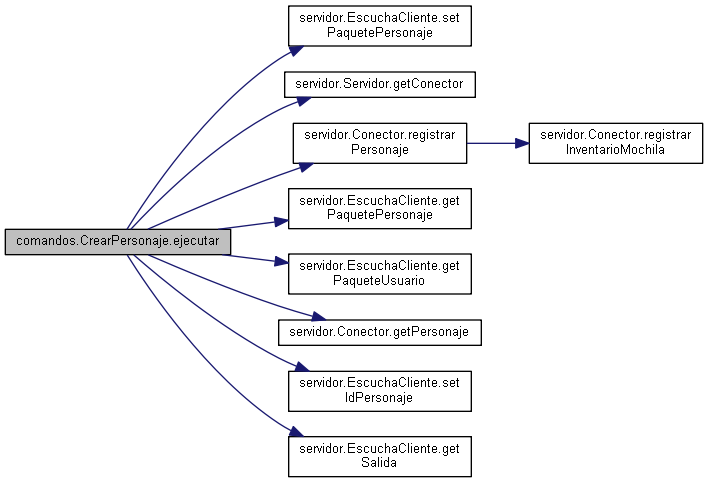 comandos.CrearPersonaje.ejecutar
servidor.EscuchaCliente.set
PaquetePersonaje
servidor.Servidor.getConector
servidor.Conector.registrar
Personaje
servidor.Conector.registrar
InventarioMochila
servidor.EscuchaCliente.get
PaquetePersonaje
servidor.EscuchaCliente.get
PaqueteUsuario
servidor.Conector.getPersonaje
servidor.EscuchaCliente.set
IdPersonaje
servidor.EscuchaCliente.get
Salida